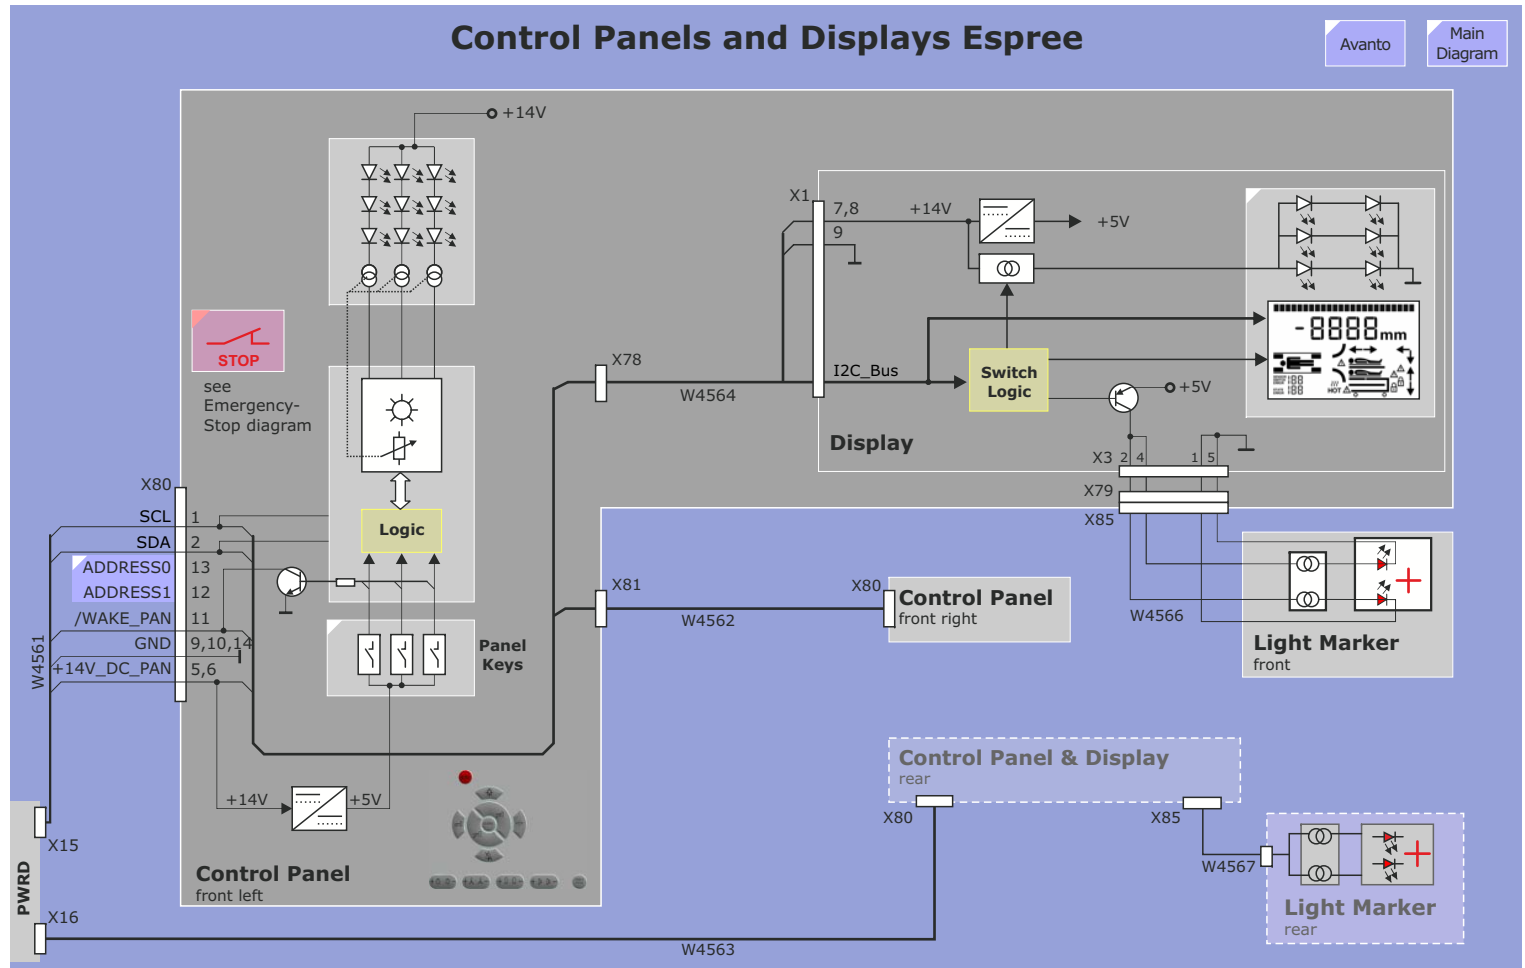 Control Panels and Displays Espree
Avanto
Main
Diagram
+14V
X1
7,8
+14V
+5V
9
-8888mm
HOT
STOP
see
Emergency-
Stop diagram
X78
W4564
I2C_Bus
Switch
Logic
+5V
Display
X3
2
4
1
5
X79
X85
X80
SCL
1
SDA
2
ADDRESS0
13
ADDRESS1
12
/WAKE_PAN
11
GND
9,10,14
+14V_DC_PAN
5,6
W4561
Logic
Panel
Keys
X81
W4562
X80
Control Panel
front right
W4566
Light Marker
front
+14V
+5V
Control Panel
front left
Control Panel & Display
rear
X80
X85
W4567
Light Marker
rear
PWRD
X15
X16
W4563